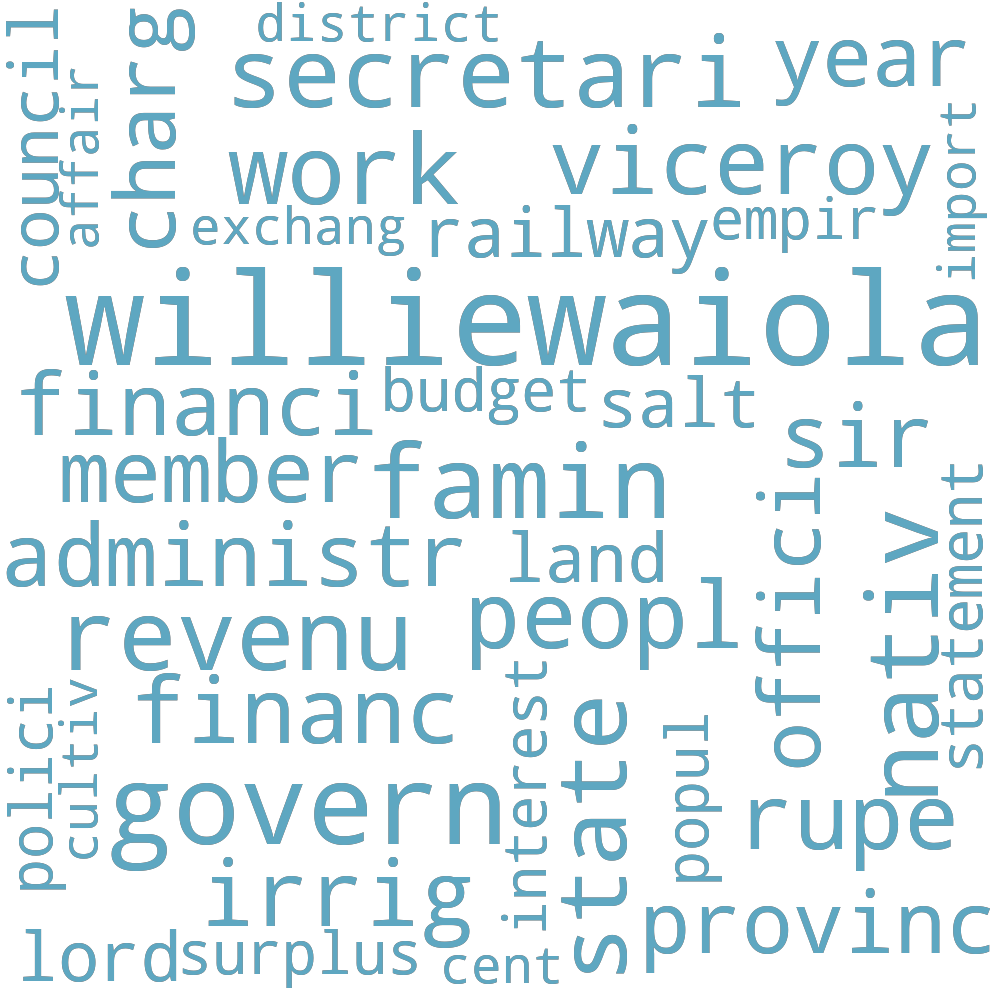 district
council
affair
charg
secretari
year
work
viceroy
import
exchang
railway
empir
williewaiola
financi
budget
salt
sir
member
famin
offici
nativ
statement
administr
land
revenu
peopl
financ
interest
state
popul
polici
cultiv
govern
rupe
irrig
provinc
lord
surplus
cent